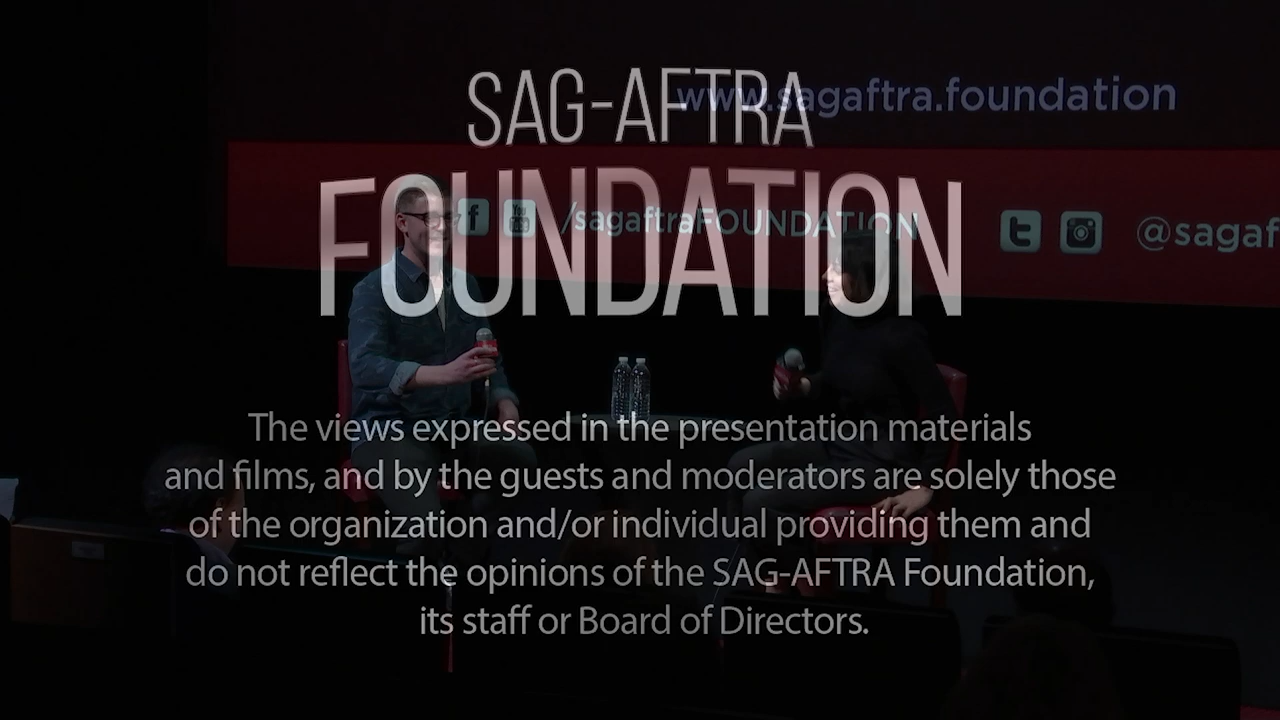 SAG-AFTRA
www.sagaftra.foundation
FOUNDATION
f You Tube /sagaftraFOUNDATION
t @sagaf
The views expressed in the presentation materials
and films, and by the guests and moderators are solely those
of the organization and/or individual providing them and
do not reflect the opinions of the SAG-AFTRA Foundation,
its staff or Board of Directors.